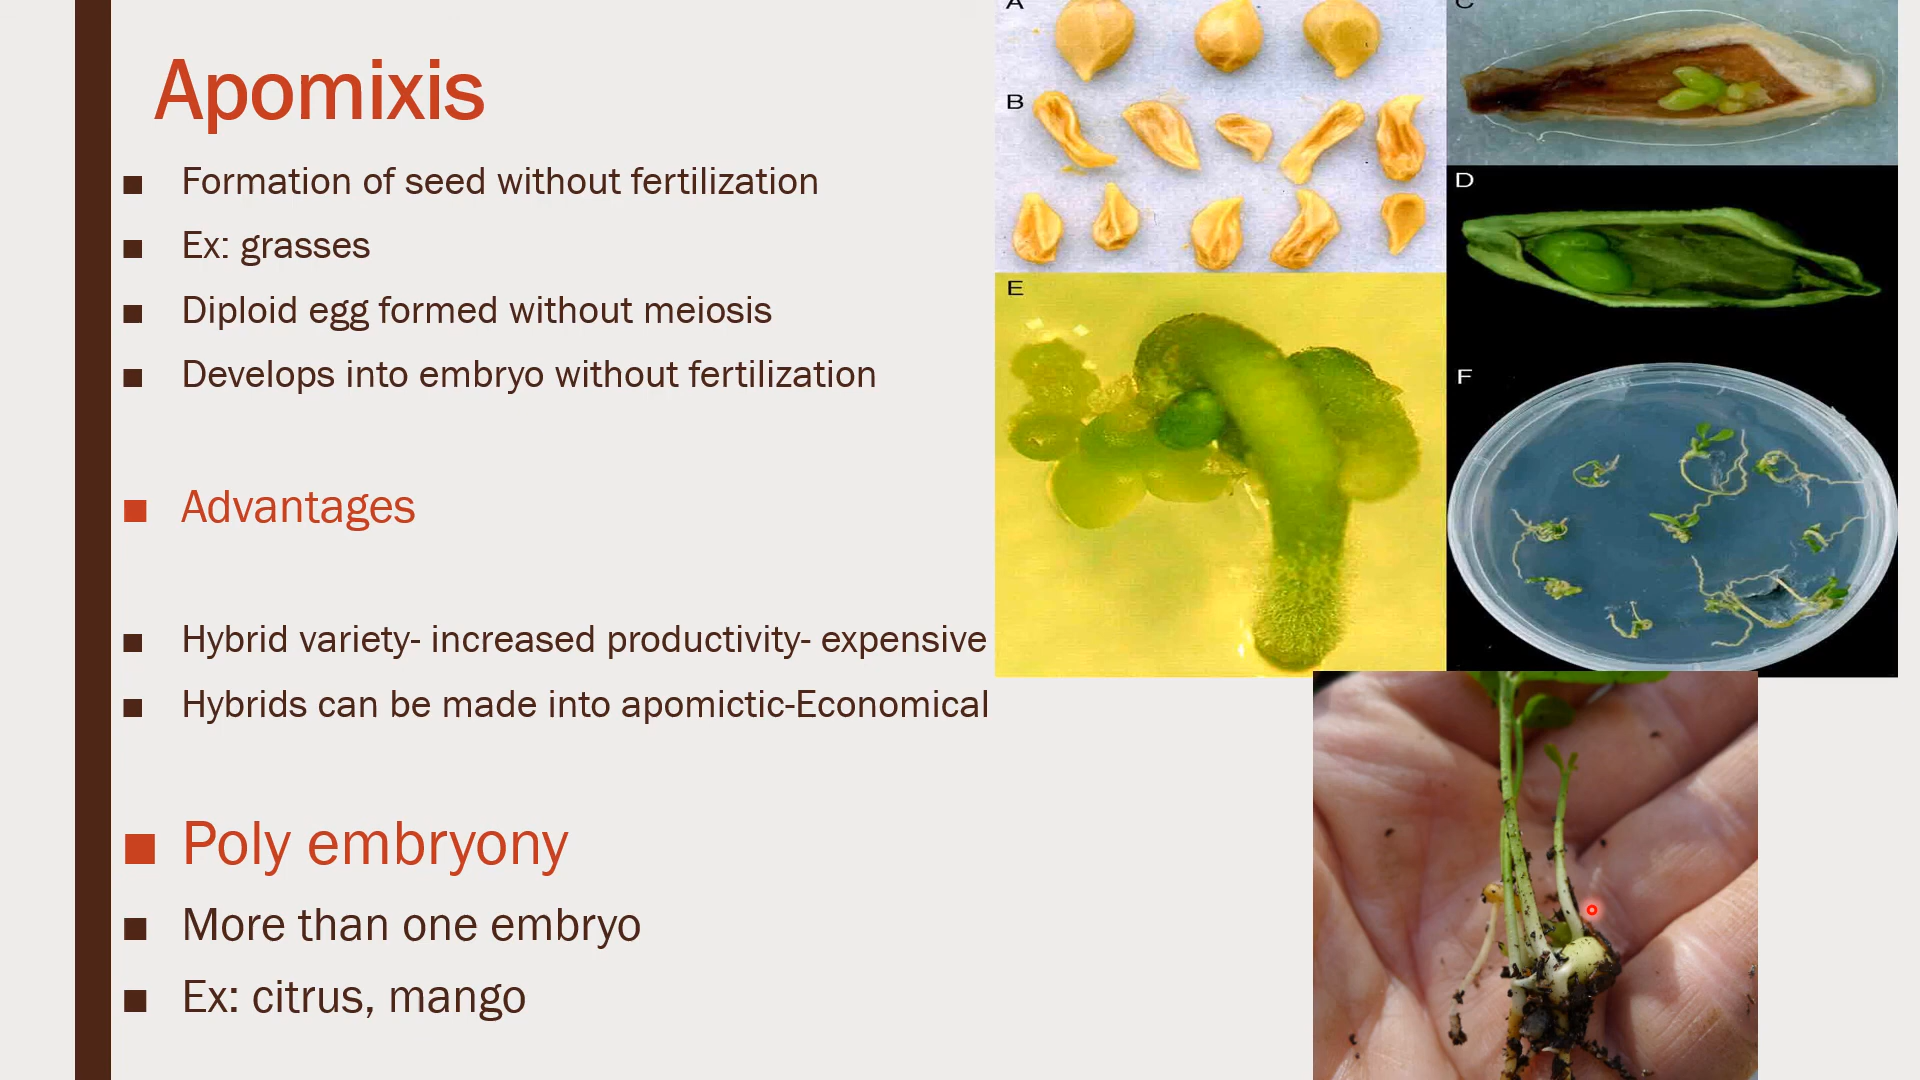 Apomixis
Formation of seed without fertilization
Ex: grasses
Diploid egg formed without meiosis
Develops into embryo without fertilization
Advantages
Hybrid variety- increased productivity- expensive
Hybrids can be made into apomictic-Economical
Poly embryony
More than one embryo
Ex: citrus, mango
A
B
C
D
E
F